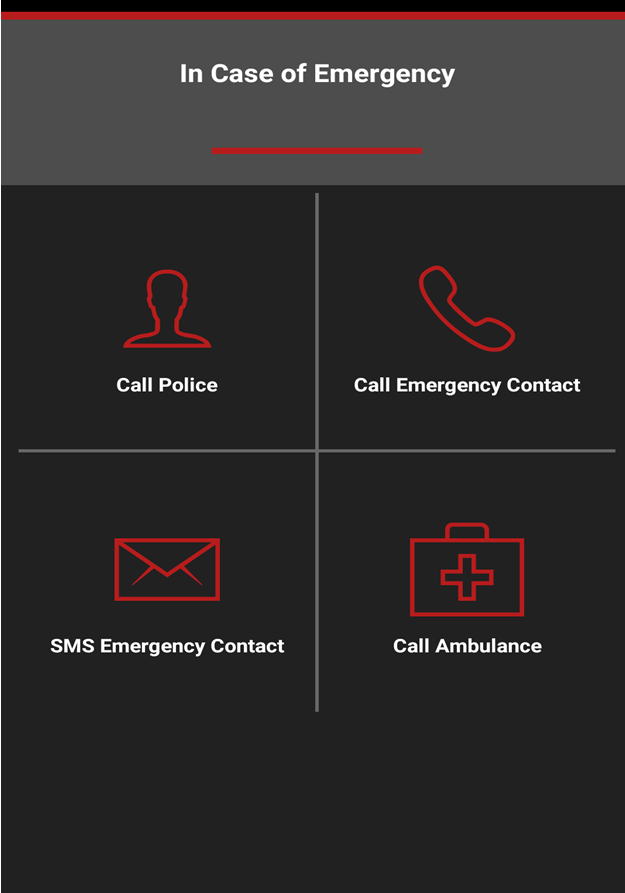 In Case of Emergency
Call Police
Call Emergency Contact
SMS Emergency Contact
Call Ambulance